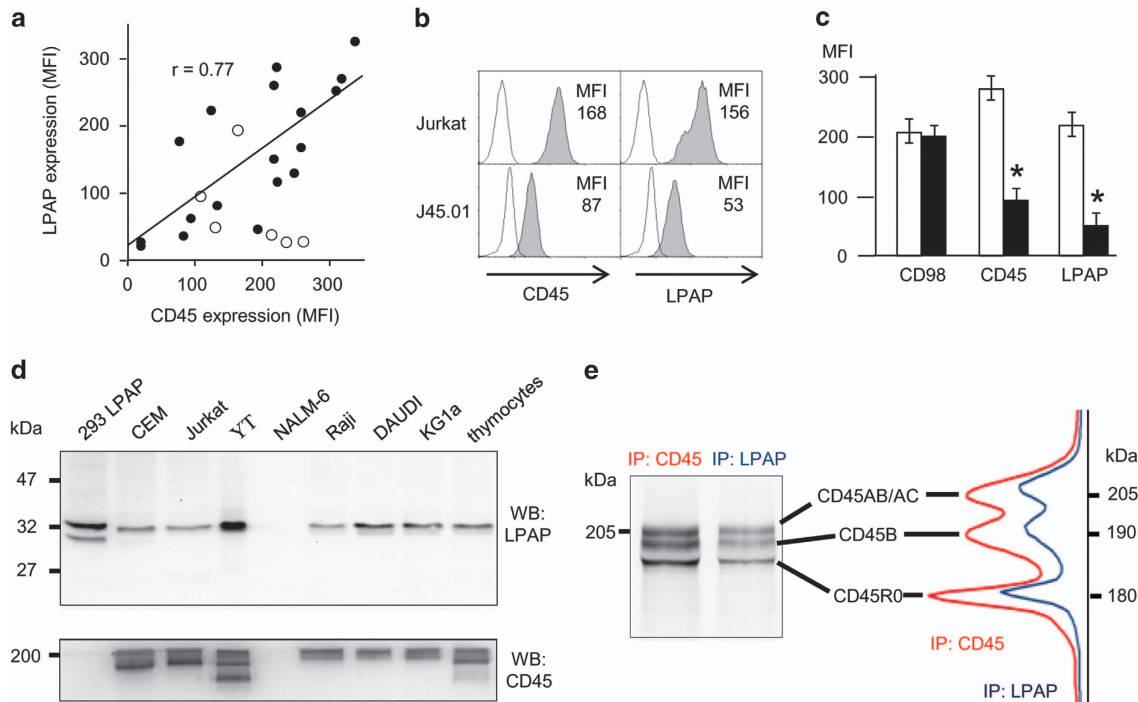 a
LPAP expression (MFI)
300
200
100
0
r = 0.77
0 100 200 300
CD45 expression (MFI)
b
Jurkat
MFI
168
MFI
156
J45.01
MFI
87
MFI
53
CD45
LPAP
c
MFI
300
200
100
0
*
*
CD98 CD45 LPAP
d
kDa
293 LPAP
CEM
Jurkat
YT
NALM-6
Raji
DAUDI
KG1a
thymocytes
47
32
27
WB:
LPAP
200
WB:
CD45
e
IP: CD45 IP: LPAP
kDa
205
CD45AB/AC
CD45B
CD45R0
kDa
205
190
180
IP: CD45
IP: LPAP